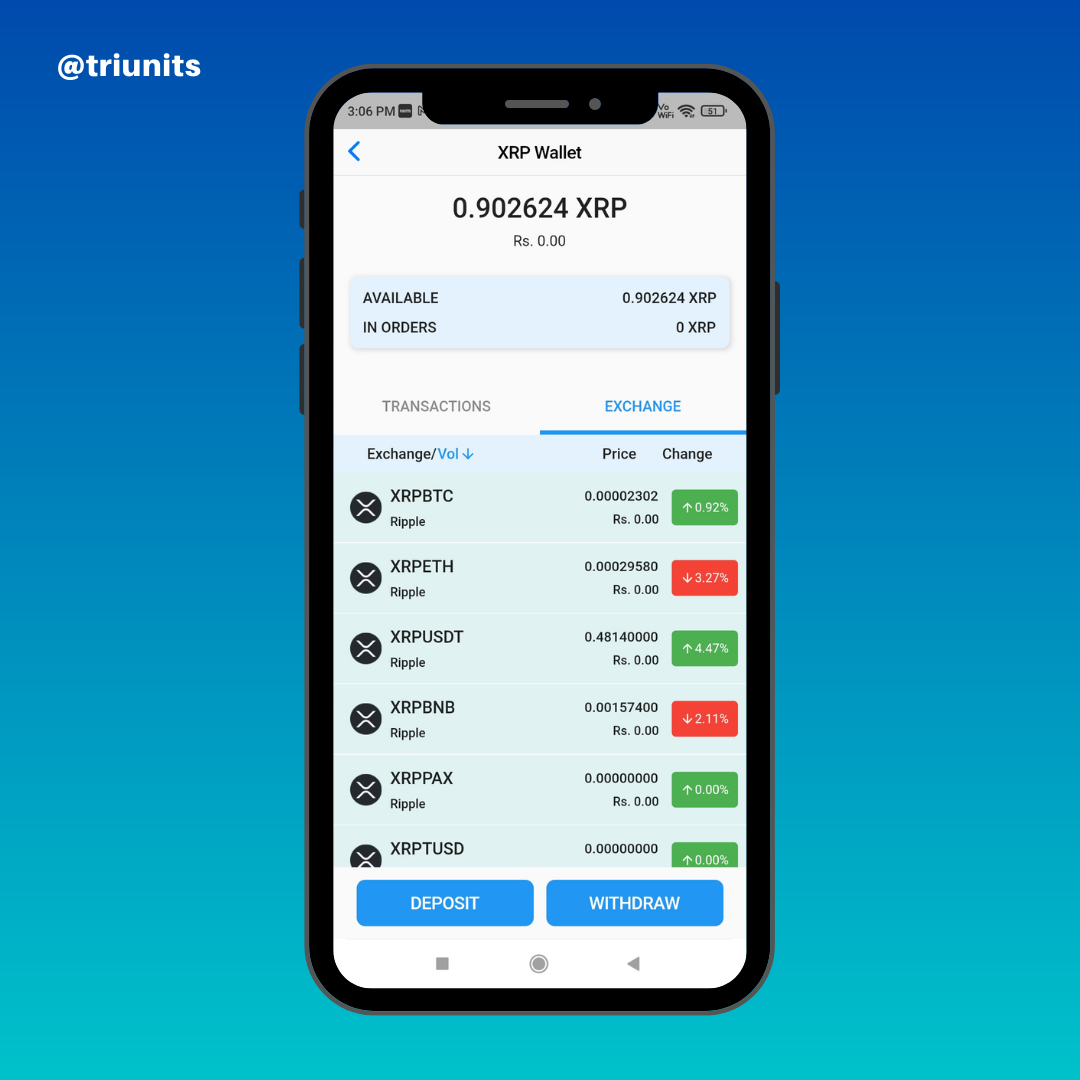 @triunits
3:06 PM
Vo
WiFi
51
XRP Wallet
0.902624 XRP
Rs. 0.00
AVAILABLE 0.902624 XRP
IN ORDERS 0 XRP
TRANSACTIONS EXCHANGE
Exchange/Vol↓ Price Change
XRPBTC 0.00002302 ↑0.92%
Ripple Rs. 0.00
XRPETH 0.00029580 ↓3.27%
Ripple Rs. 0.00
XRPUSDT 0.48140000 ↑4.47%
Ripple Rs. 0.00
XRPBNB 0.00157400 ↓2.11%
Ripple Rs. 0.00
XRPPAX 0.00000000 ↑0.00%
Ripple Rs. 0.00
XRPTUSD 0.00000000 ↑0.00%
DEPOSIT WITHDRAW